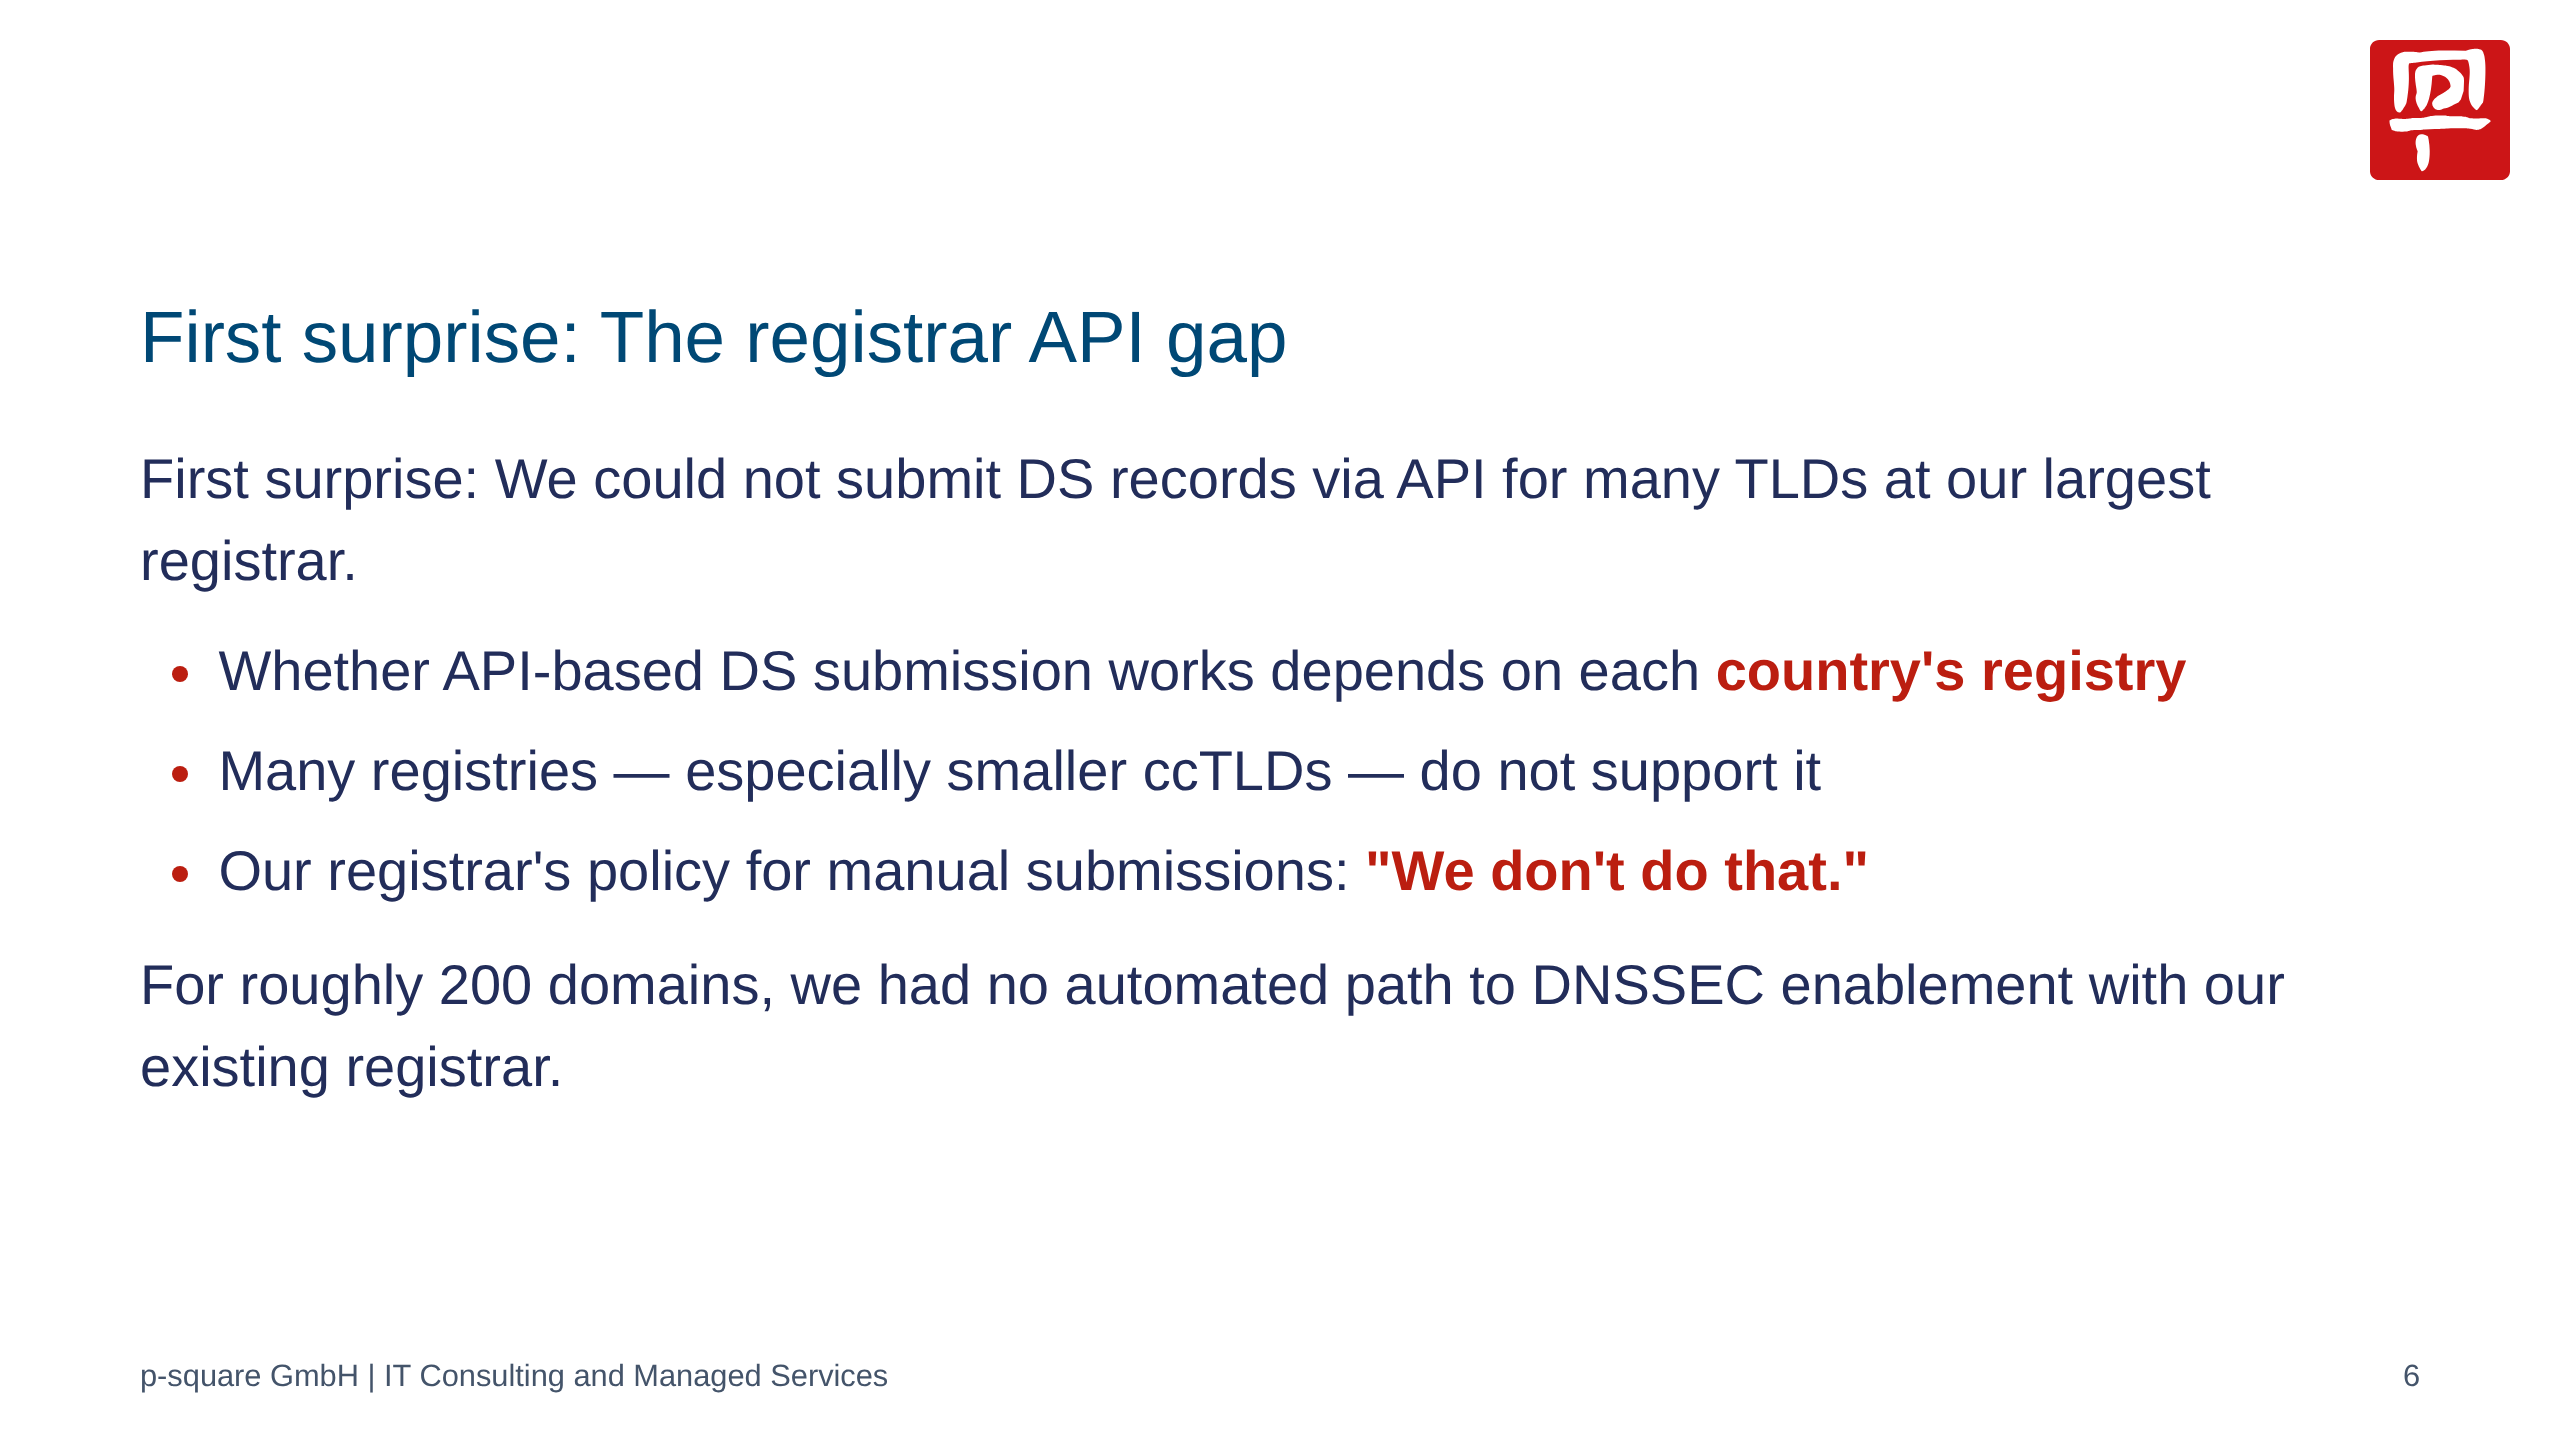 First surprise: The registrar API gap
First surprise: We could not submit DS records via API for many TLDs at our largest
registrar.
• Whether API-based DS submission works depends on each country's registry
• Many registries — especially smaller ccTLDs — do not support it
• Our registrar's policy for manual submissions: "We don't do that."
For roughly 200 domains, we had no automated path to DNSSEC enablement with our
existing registrar.
p-square GmbH | IT Consulting and Managed Services
6